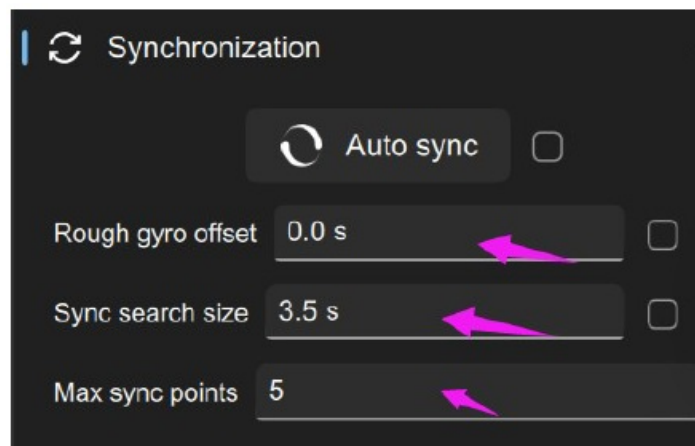 Synchronization
Auto sync
Rough gyro offset 0.0 s
Sync search size 3.5 s
Max sync points 5